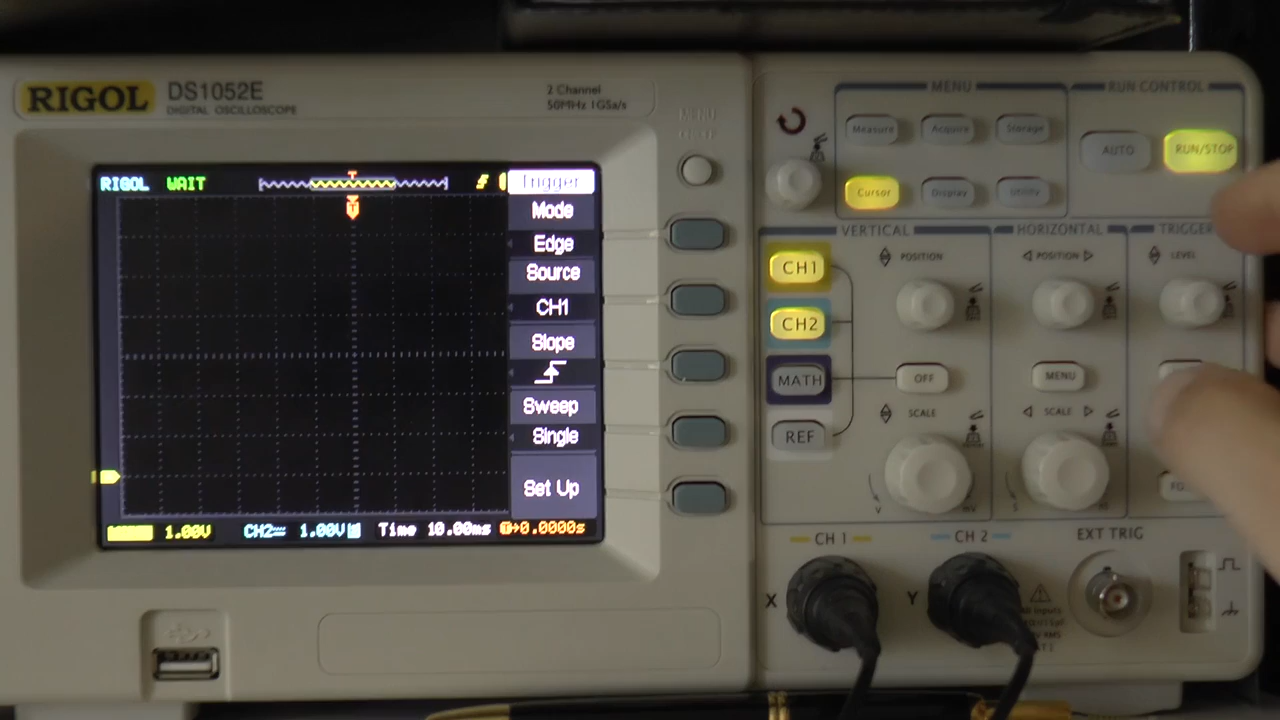 RIGOL DS1052E
DIGITAL OSCILLOSCOPE
2 Channel
50MHz 1GSa/s
MENU
RUN CONTROL
Measure Acquire Storage
AUTO RUN/STOP
Cursor Display Utility
RIGOL WAIT
T
T
Trigger
Mode
Edge
Source
CH1
Slope
Sweep
Single
Set Up
1.00V CH2 1.00V Time 10.00ms T→0.0000s
VERTICAL
HORIZONTAL
CH1
CH2
MATH
REF
POSITION
OFF
SCALE
V
mV
POSITION
MENU
SCALE
S
LEVEL
CH 1
CH 2
EXT TRIG
X
Y